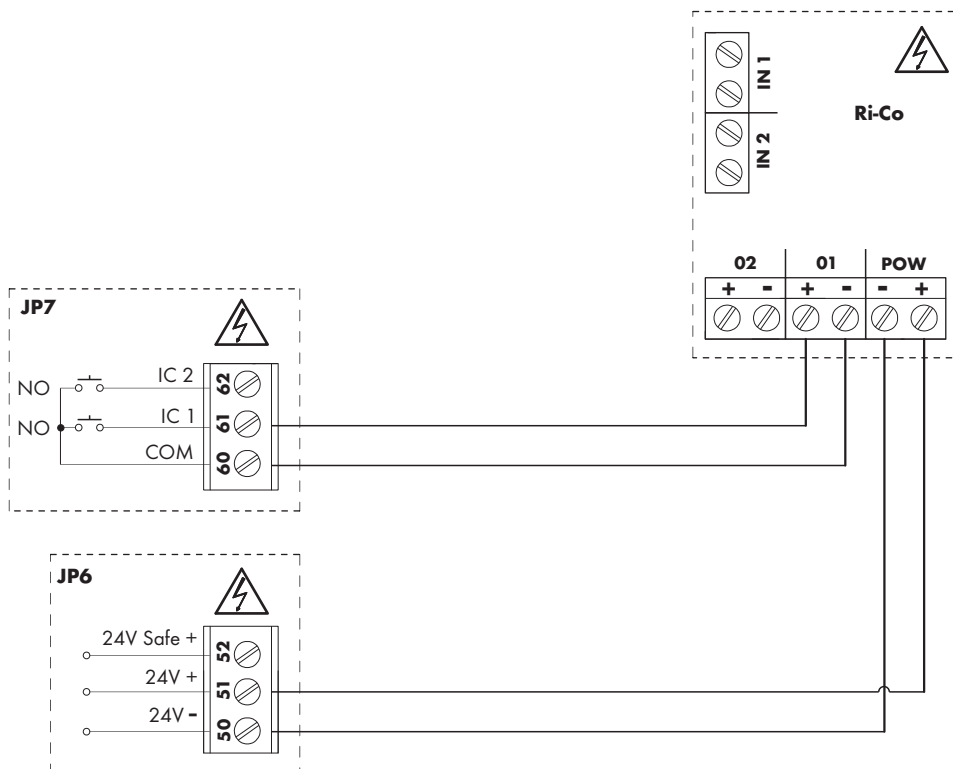 IN 1
Ri-Co
IN 2
02 01 POW
+ - + - - +
JP7
NO IC 2 62
NO IC 1 61
COM 60
JP6
24V Safe + 52
24V + 51
24V - 50